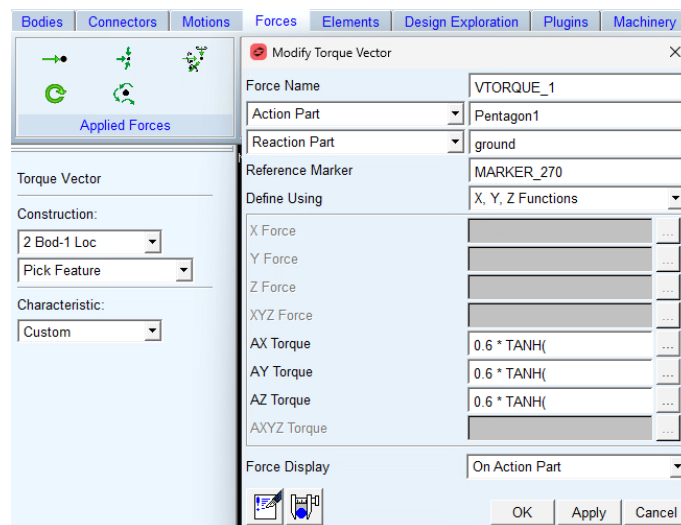 Bodies Connectors Motions Forces Elements Design Exploration Plugins Machinery
Applied Forces
Torque Vector
Construction:
2 Bod-1 Loc
Pick Feature
Characteristic:
Custom
Modify Torque Vector
Force Name VTORQUE_1
Action Part Pentagon1
Reaction Part ground
Reference Marker MARKER_270
Define Using X, Y, Z Functions
X Force ...
Y Force ...
Z Force ...
XYZ Force ...
AX Torque 0.6 * TANH( ...
AY Torque 0.6 * TANH( ...
AZ Torque 0.6 * TANH( ...
AXYZ Torque ...
Force Display On Action Part
OK Apply Cancel